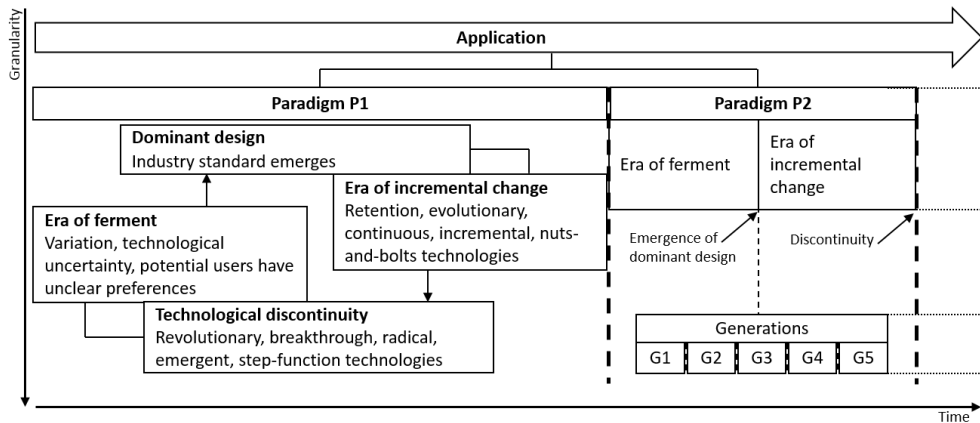 Granularity
Application
Paradigm P1
Paradigm P2
Dominant design
Industry standard emerges
Era of incremental change
Retention, evolutionary,
continuous, incremental, nuts-
and-bolts technologies
Era of ferment
Variation, technological
uncertainty, potential users have
unclear preferences
Technological discontinuity
Revolutionary, breakthrough, radical,
emergent, step-function technologies
Era of ferment
Era of
incremental
change
Emergence of
dominant design
Discontinuity
Generations
G1 G2 G3 G4 G5
Time